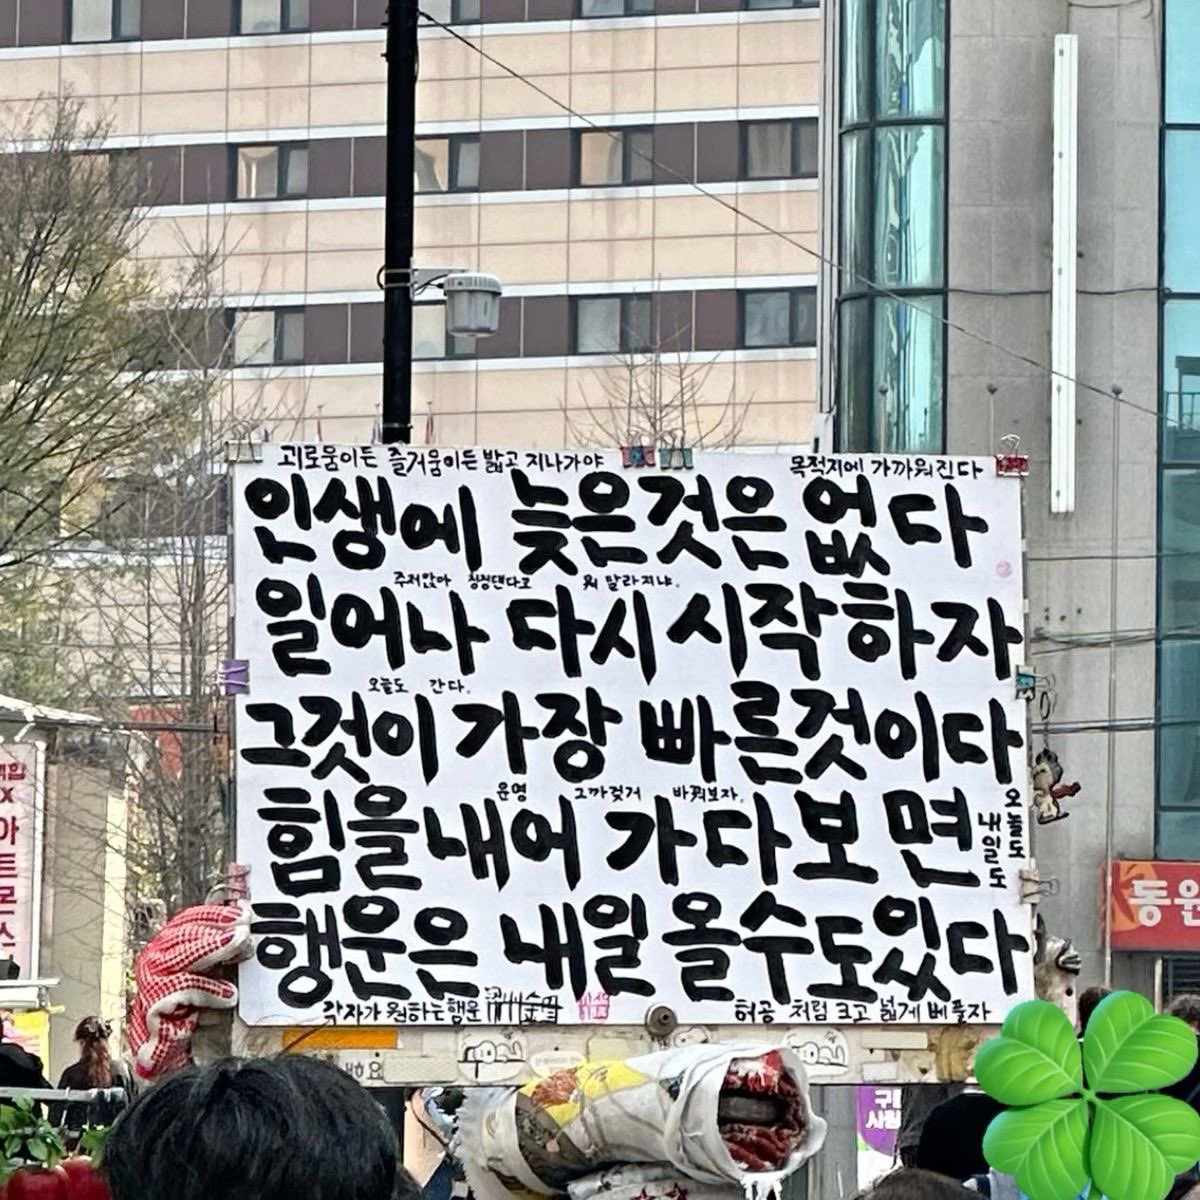 괴로움이든 즐거움이든 밟고 지나가야 목적지에 가까워진다
인생에 늦은것은 없다
주저앉아 징징댄다고 뭐 달라지냐.
일어나 다시 시작하자
오늘도 간다.
그것이 가장 빠른것이다
운명 그까짓거 바꿔보자.
힘을내어 가다보면
오늘도
내일도
행운은 내일 올수도있다
각자가 원하는행운
허공 처럼 크고 넓게 베풀자
아
트
동원